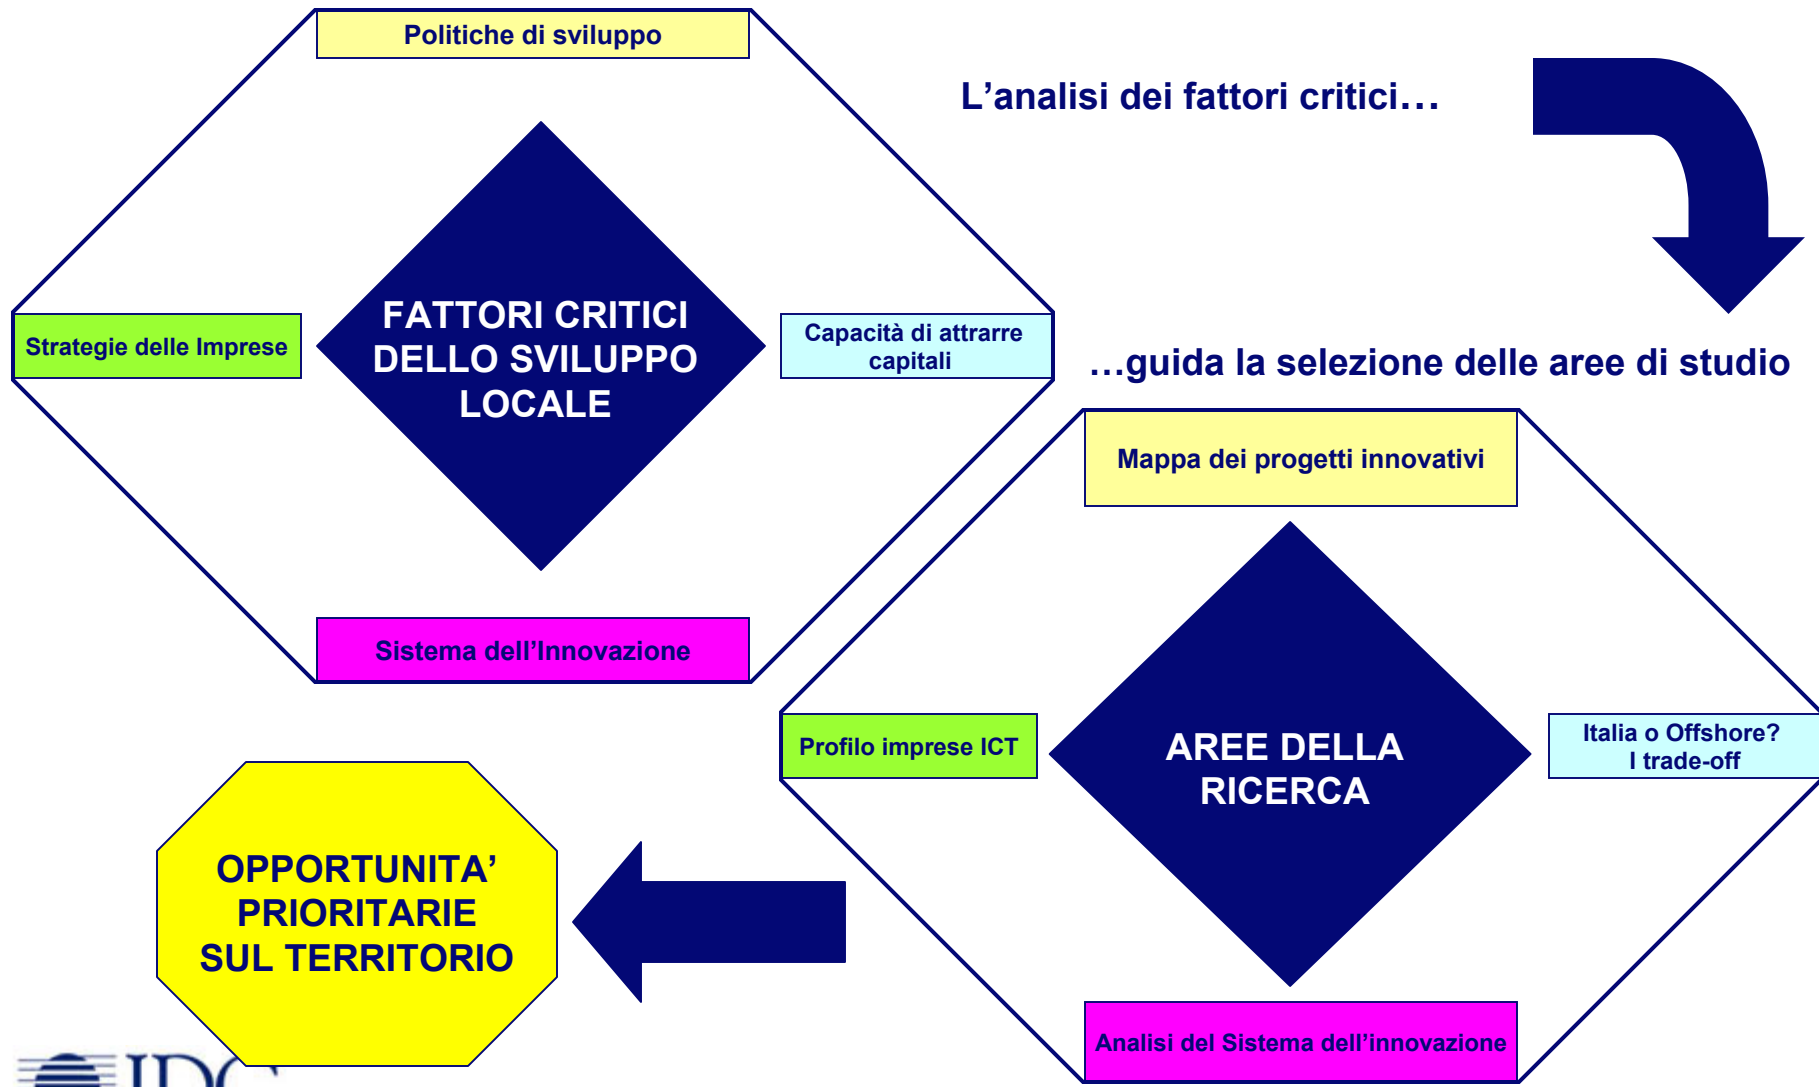 Politiche di sviluppo
L’analisi dei fattori critici…
FATTORI CRITICI
DELLO SVILUPPO
LOCALE
Strategie delle Imprese
Capacità di attrarre
capitali
…guida la selezione delle aree di studio
Sistema dell’Innovazione
Mappa dei progetti innovativi
Profilo imprese ICT
AREE DELLA
RICERCA
Italia o Offshore?
I trade-off
Analisi del Sistema dell’innovazione
OPPORTUNITA’
PRIORITARIE
SUL TERRITORIO
IDC